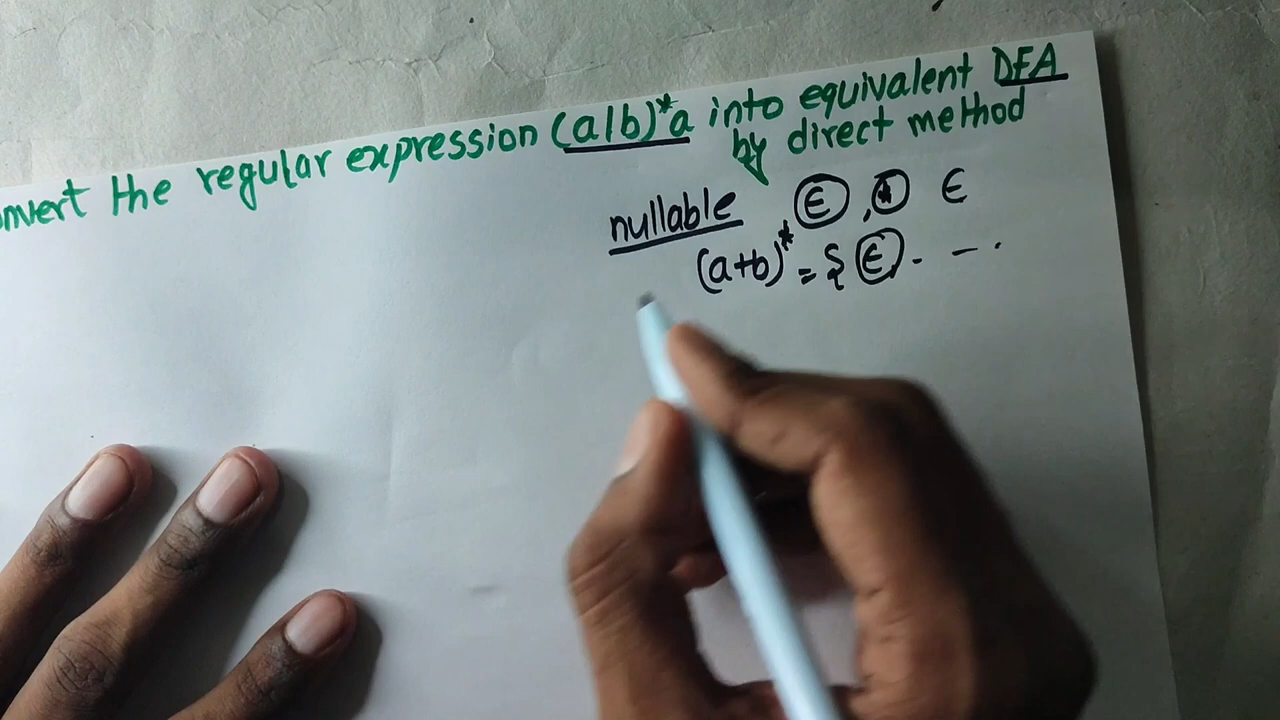 onvert the regular expression (a/b)*a into equivalent DFA
by direct method
nullable ϵ , * ϵ
(a+b)* = { ϵ . - .